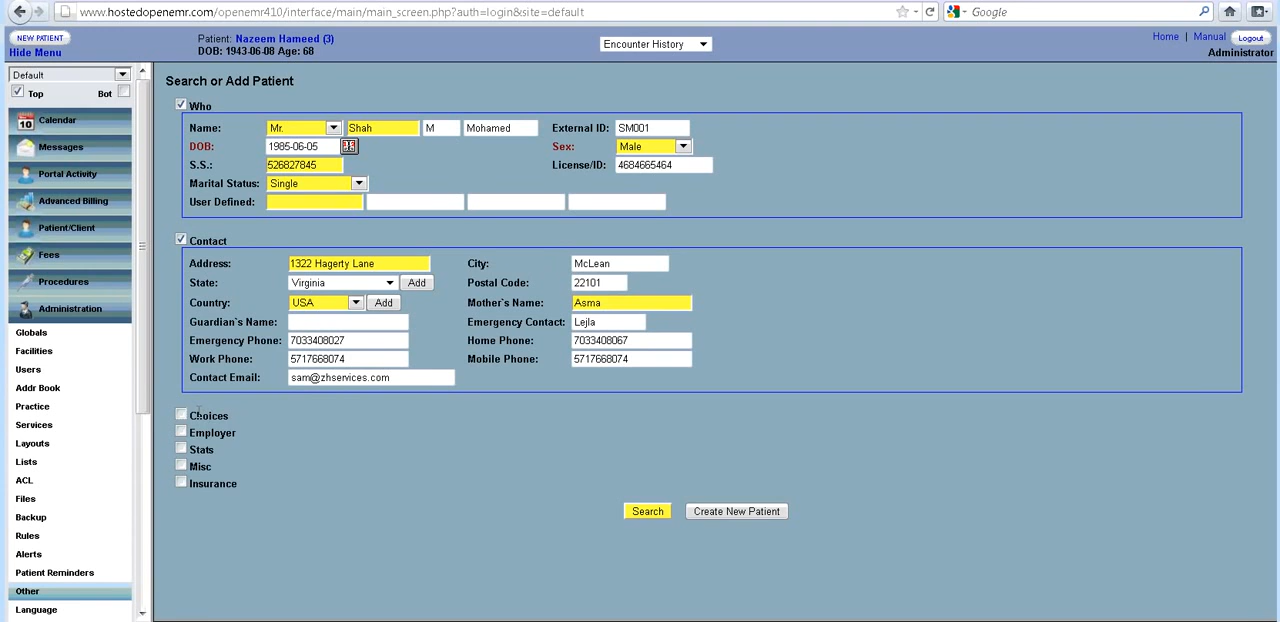 www.hostedopenemr.com/openemr410/interface/main/main_screen.php?auth=login&site=default
Google
NEW PATIENT
Hide Menu
Patient: Nazeem Hameed (3)
DOB: 1943-06-08 Age: 68
Encounter History
Home | Manual Logout
Administrator
Default
Top Bot
10 Calendar
Messages
Portal Activity
Advanced Billing
Patient/Client
Fees
Procedures
Administration
Globals
Facilities
Users
Addr Book
Practice
Services
Layouts
Lists
ACL
Files
Backup
Rules
Alerts
Patient Reminders
Other
Language
Search or Add Patient
Who
Name: Mr. Shah M Mohamed External ID: SM001
DOB: 1985-06-05 Sex: Male
S.S.: 526827845 License/ID: 4684665464
Marital Status: Single
User Defined:
Contact
Address: 1322 Hagerty Lane City: McLean
State: Virginia Add Postal Code: 22101
Country: USA Add Mother`s Name: Asma
Guardian`s Name: Emergency Contact: Lejla
Emergency Phone: 7033408027 Home Phone: 7033408067
Work Phone: 5717668074 Mobile Phone: 5717668074
Contact Email: sam@zhservices.com
Choices
Employer
Stats
Misc
Insurance
Search Create New Patient